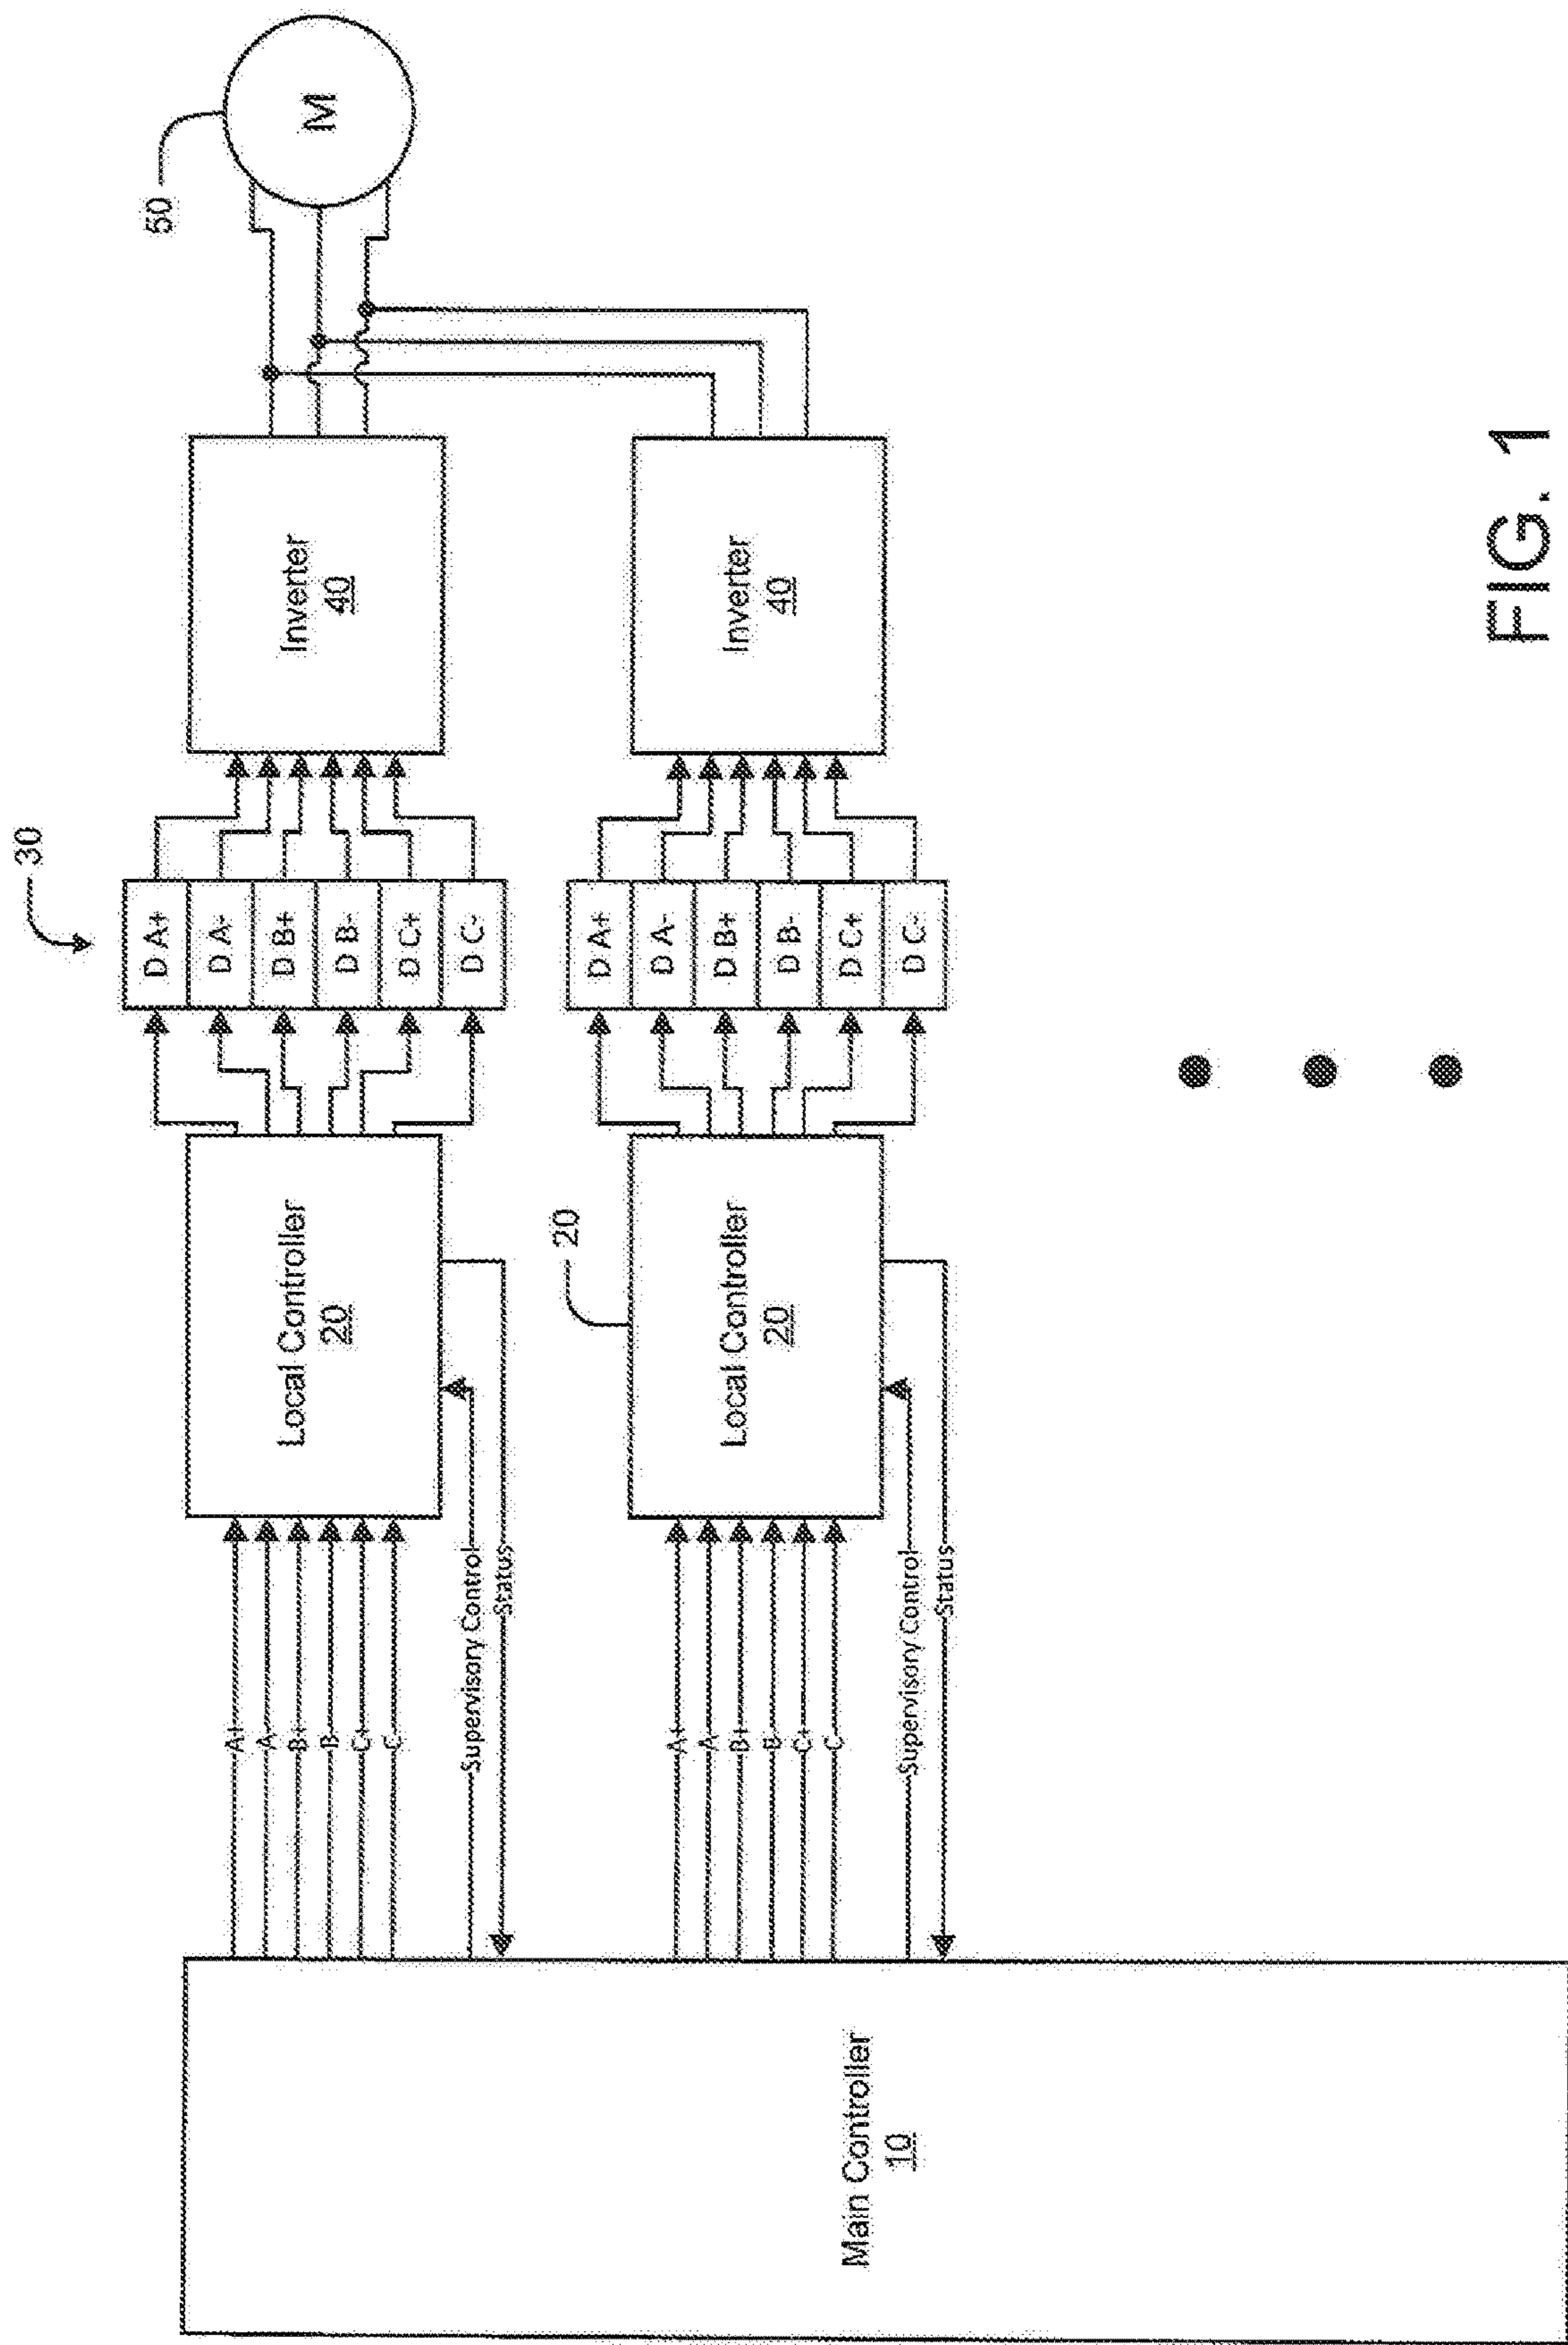 30
50
D A+
D A-
D B+
D B-
D C+
D C-
A+
A-
B+
B-
C+
C-
Local Controller
20
Inverter
40
M
Supervisory Control
Status
20
D A+
D A-
D B+
D B-
D C+
D C-
A+
A-
B+
B-
C+
C-
Local Controller
20
Inverter
40
Supervisory Control
Status
Main Controller
10
FIG. 1